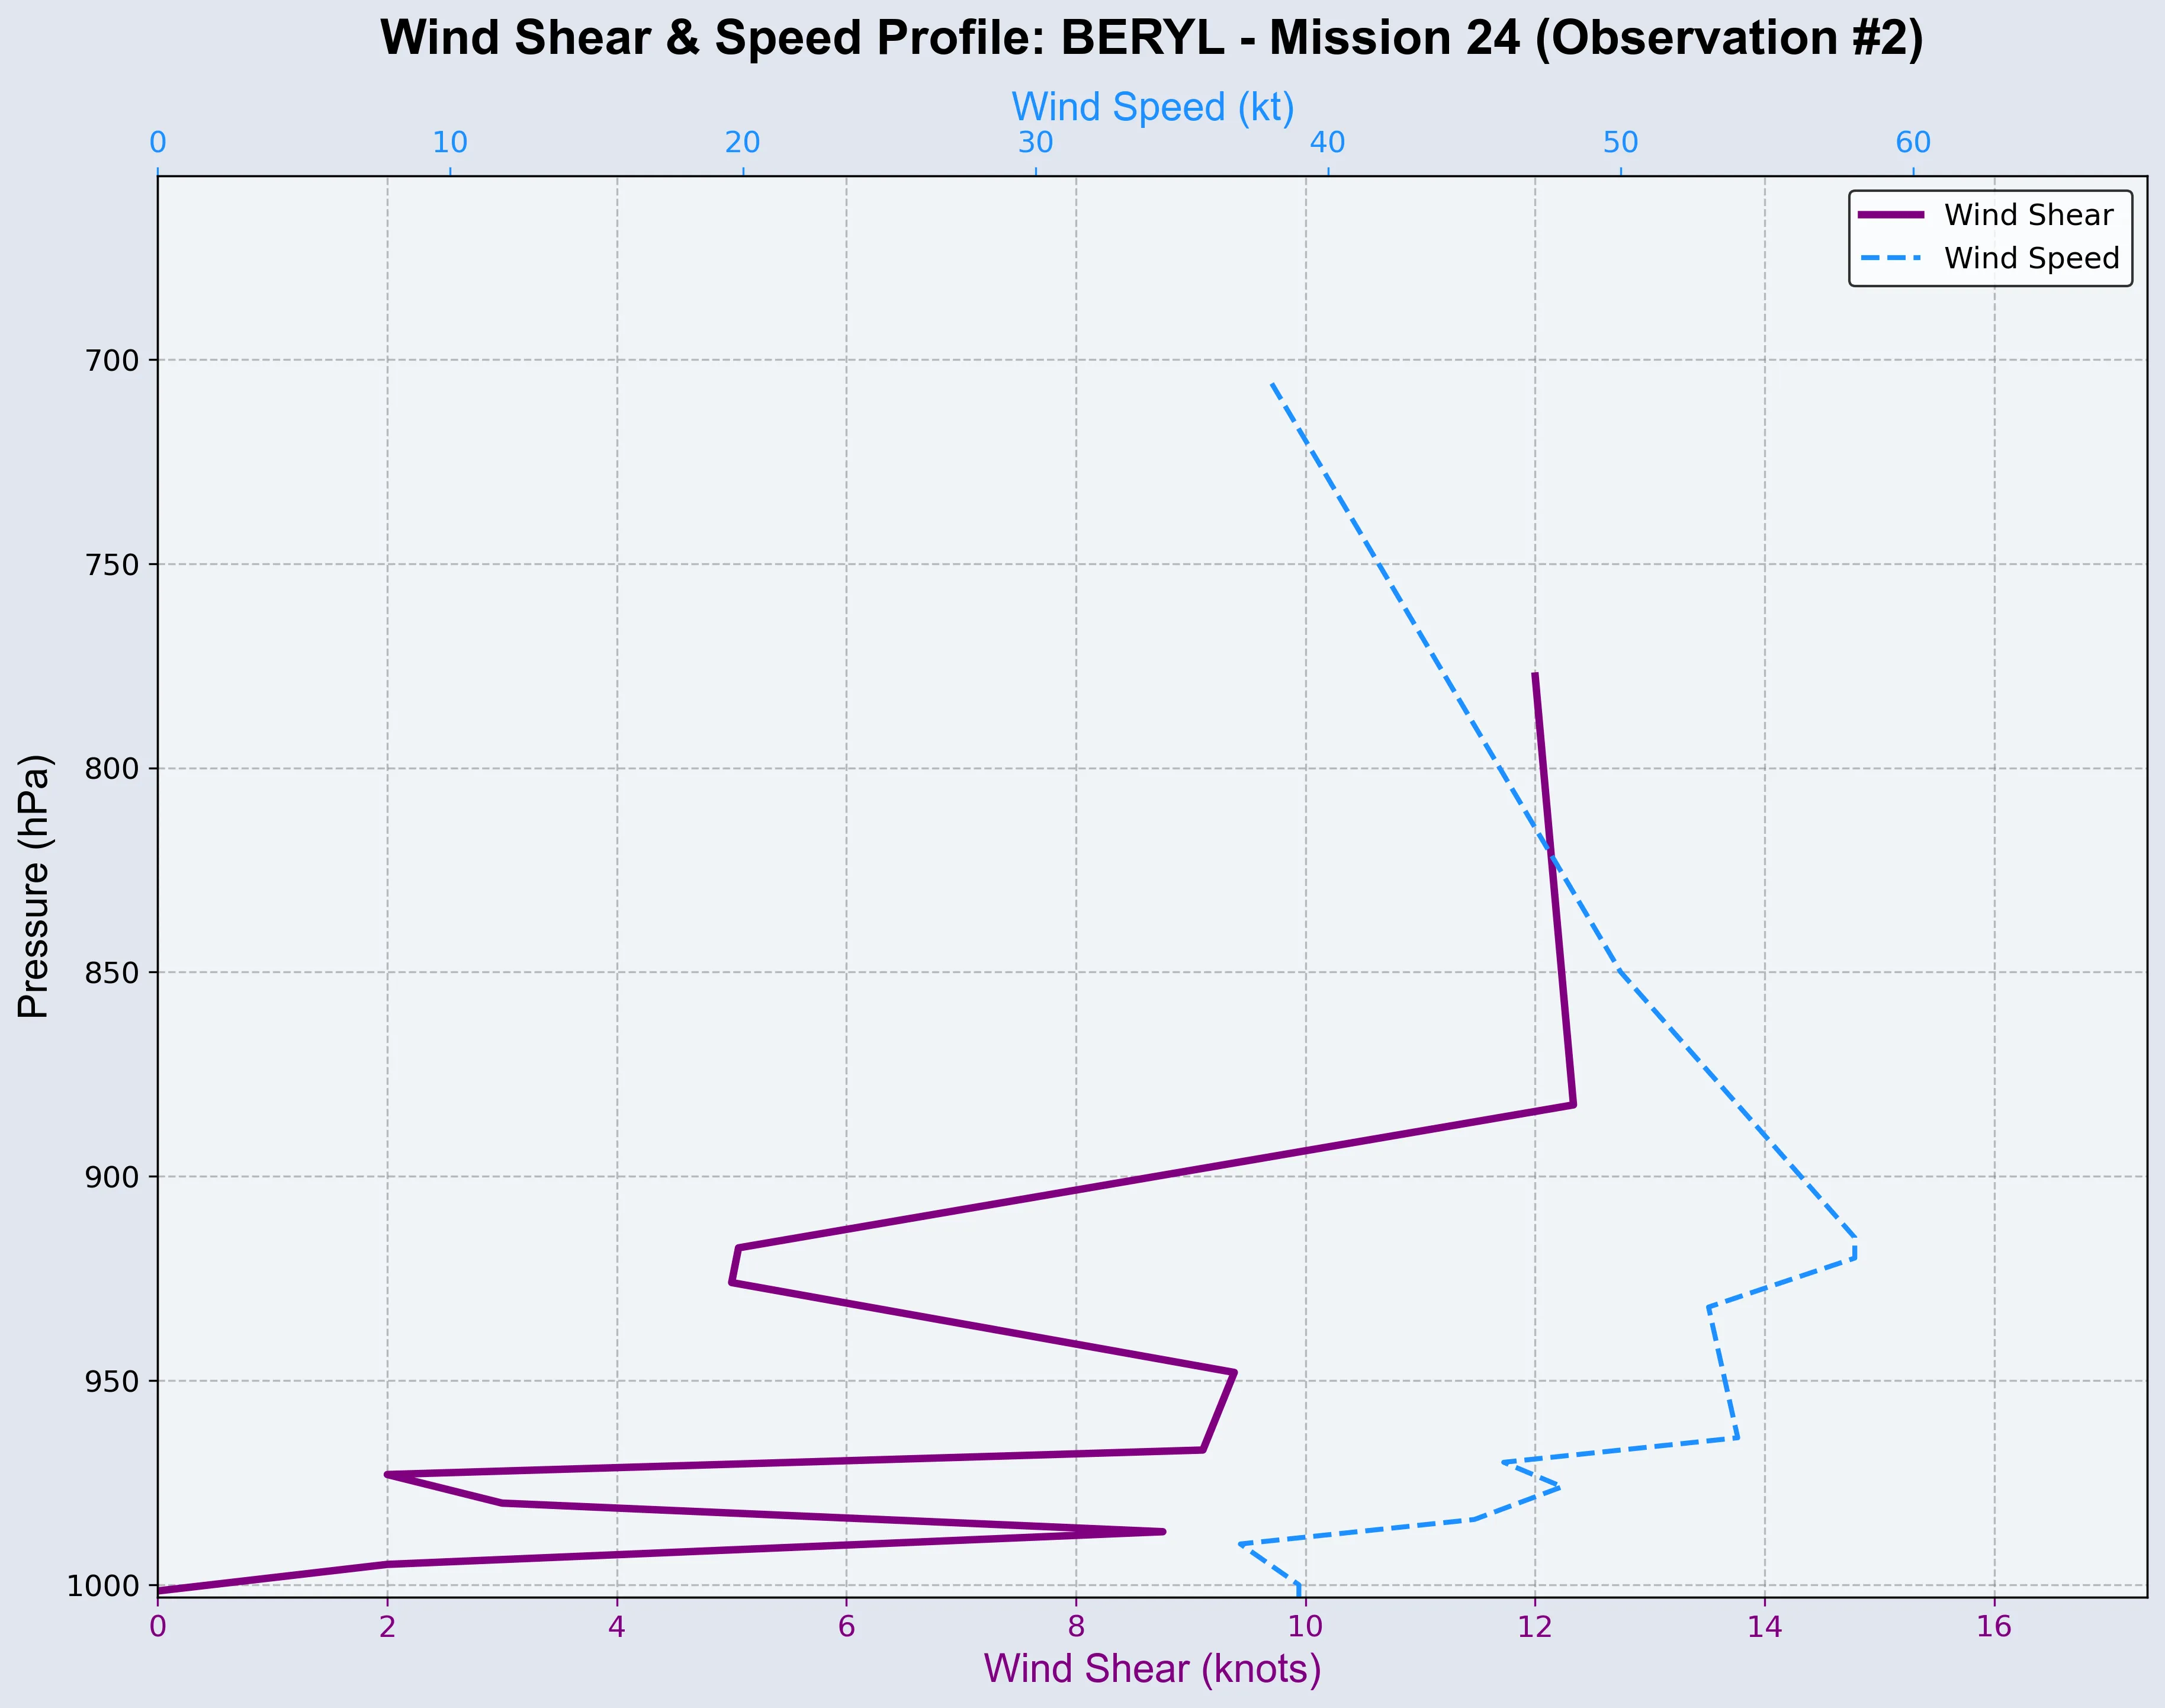 Wind Shear & Speed Profile: BERYL - Mission 24 (Observation #2)
Wind Speed (kt)
0 10 20 30 40 50 60
Wind Shear
Wind Speed
700
750
800
850
900
950
1000
Pressure (hPa)
0 2 4 6 8 10 12 14 16
Wind Shear (knots)